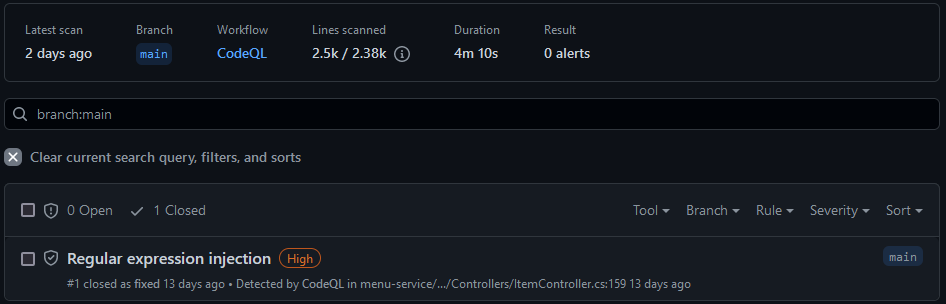 Latest scan Branch Workflow Lines scanned Duration Result
2 days ago main CodeQL 2.5k / 2.38k 4m 10s 0 alerts
branch:main
Clear current search query, filters, and sorts
0 Open 1 Closed Tool Branch Rule Severity Sort
Regular expression injection High main
#1 closed as fixed 13 days ago • Detected by CodeQL in menu-service/.../Controllers/ItemController.cs:159 13 days ago